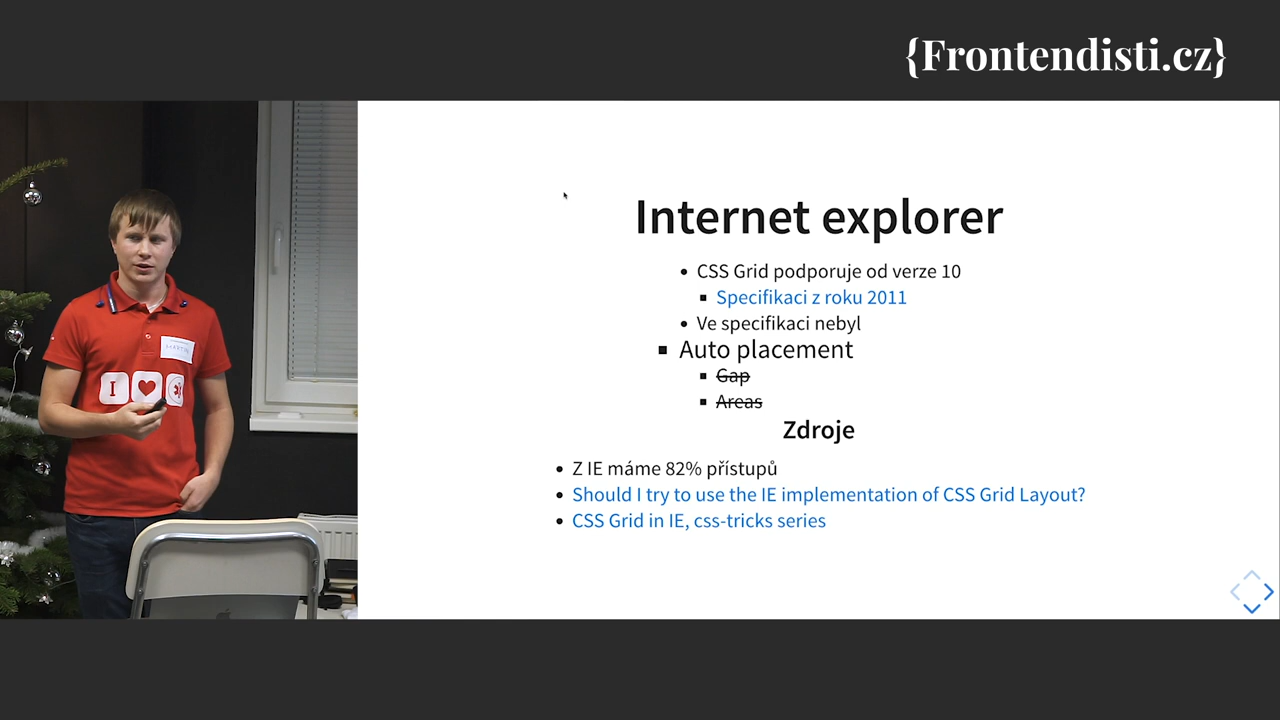 {Frontendisti.cz}
Internet explorer
CSS Grid podporuje od verze 10
Specifikaci z roku 2011
Ve specifikaci nebyl
Auto placement
Gap
Areas
Zdroje
Z IE máme 82% přístupů
Should I try to use the IE implementation of CSS Grid Layout?
CSS Grid in IE, css-tricks series
I